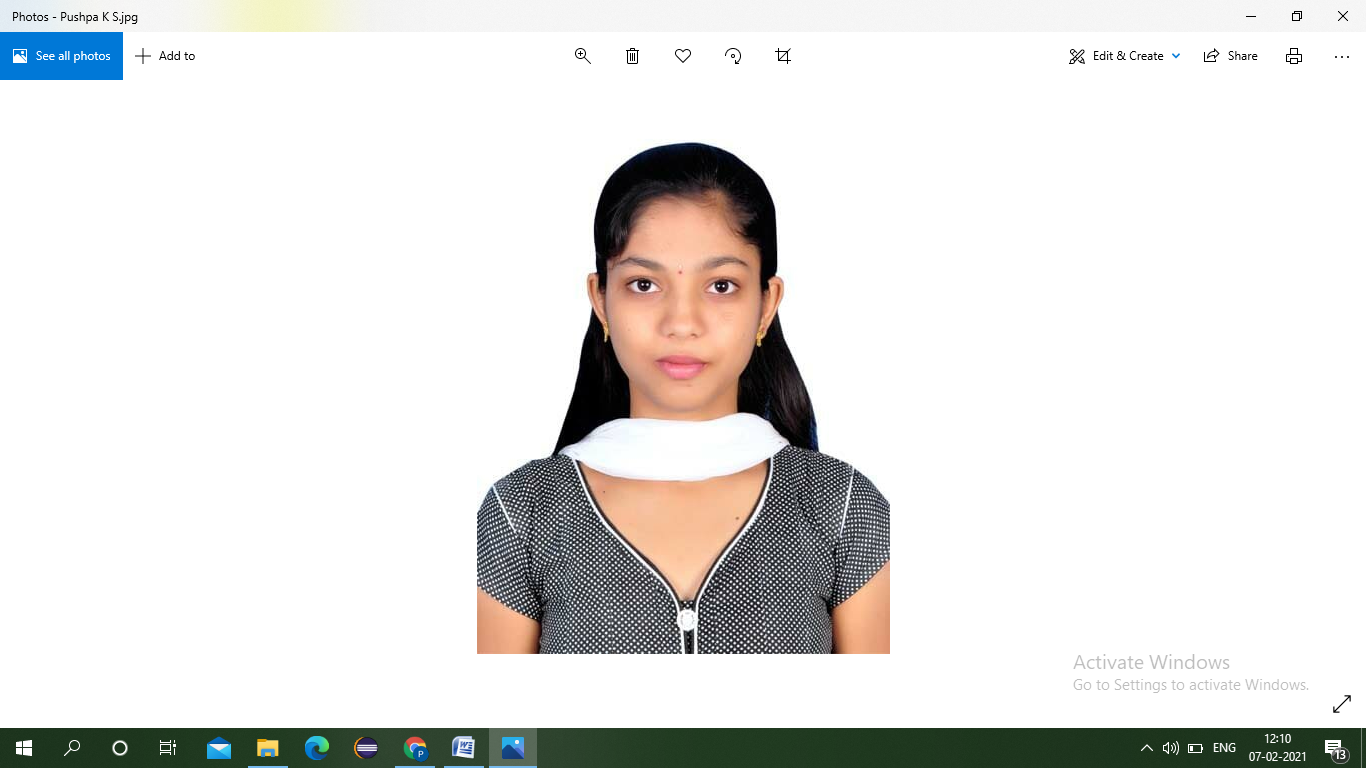 Photos - Pushpa K S.jpg
See all photos
Add to
Edit & Create
Share
Activate Windows
Go to Settings to activate Windows.
P
W
ENG
12:10
07-02-2021
13